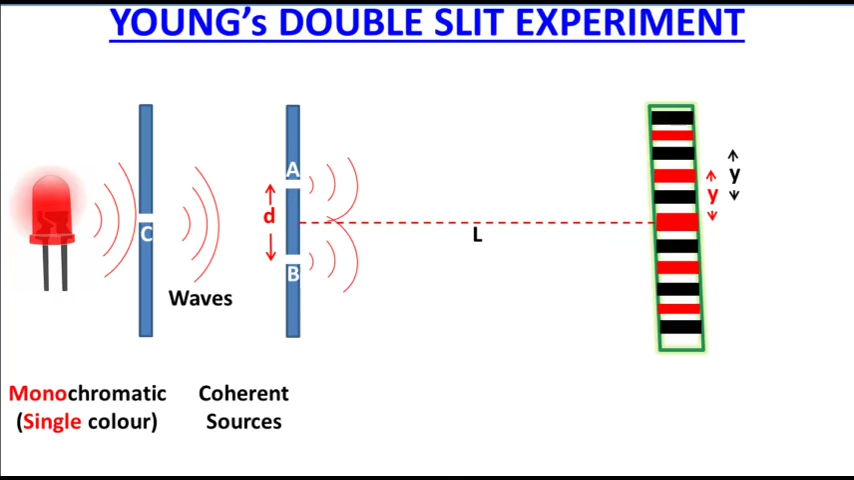 YOUNG's DOUBLE SLIT EXPERIMENT
A
y
y
d
C
L
B
Waves
Monochromatic
(Single colour)
Coherent
Sources